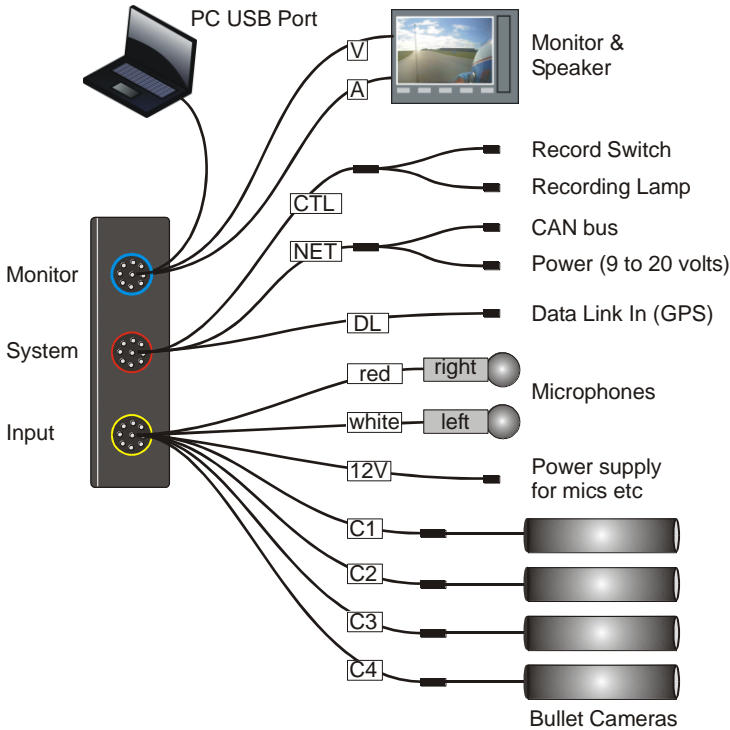 PC USB Port
V
Monitor &
Speaker
A
Record Switch
CTL
Recording Lamp
CAN bus
NET
Power (9 to 20 volts)
Monitor
DL
Data Link In (GPS)
System
red
right
Microphones
white
left
Input
12V
Power supply
for mics etc
C1
C2
C3
C4
Bullet Cameras